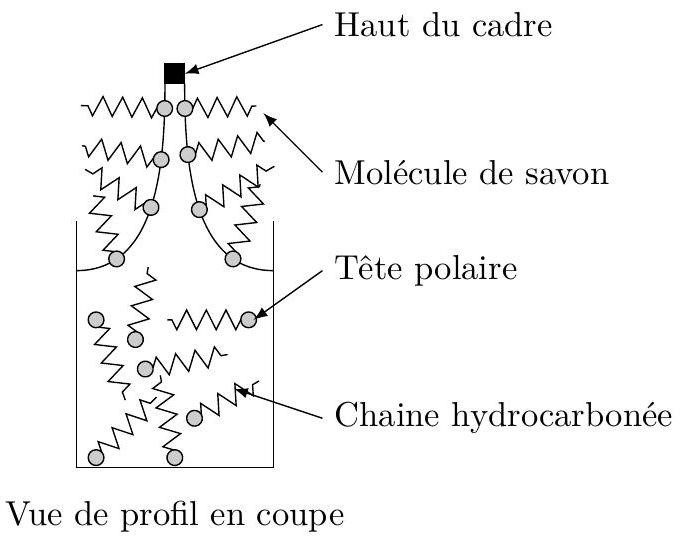 Haut du cadre
Molécule de savon
Tête polaire
Chaine hydrocarbonée
Vue de profil en coupe